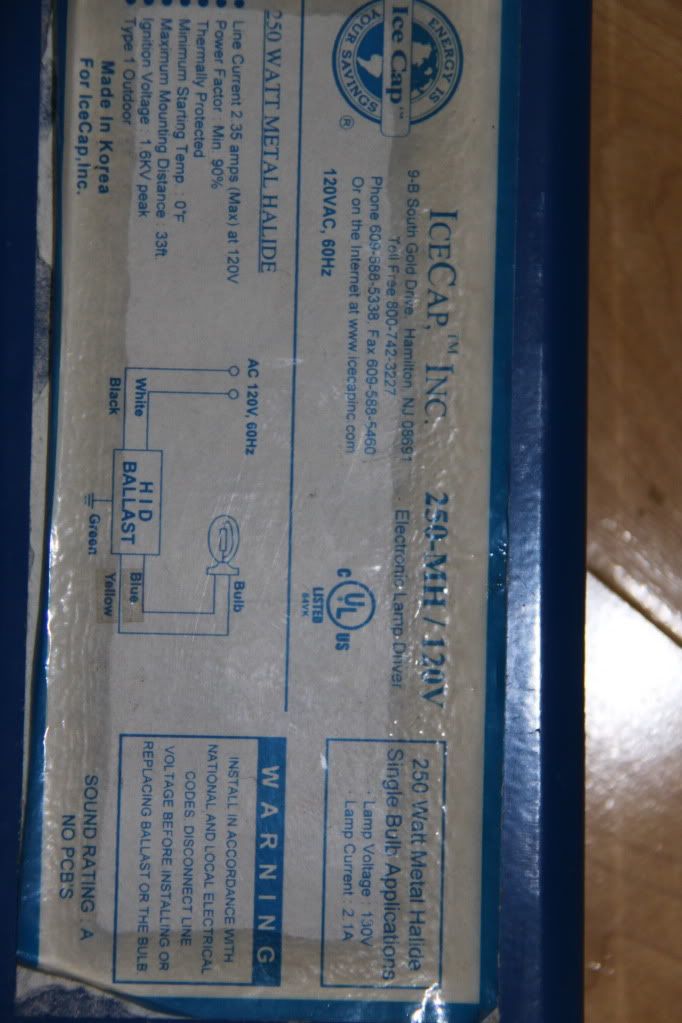 ENERGY IS
Ice Cap™
YOUR SAVINGS
®
ICECAP,™ INC.
9-B South Gold Drive, Hamilton, NJ 08691
Toll Free 800-742-3227
Phone 609-588-5338, Fax 609-588-5460
Or on the Internet at www.icecapinc.com
120VAC, 60Hz
250-MH / 120V
Electronic Lamp Driver
C UL US
LISTED
64YK
250 Watt Metal Halide
Single Bulb Applications
· Lamp Voltage : 130V
· Lamp Current : 2.1A
250 WATT METAL HALIDE
● Line Current 2.35 amps (Max) at 120V
● Power Factor : Min. 90%
● Thermally Protected
● Minimum Starting Temp. : 0°F
● Maximum Mounting Distance : 33ft.
● Ignition Voltage : 1.6KV peak
● Type 1 Outdoor
Made In Korea
For IceCap,Inc.
AC 120V, 60Hz
White
Black
HID
BALLAST
Green
Bulb
Blue
Yellow
WARNING
INSTALL IN ACCORDANCE WITH
NATIONAL AND LOCAL ELECTRICAL
CODES. DISCONNECT LINE
VOLTAGE BEFORE INSTALLING OR
REPLACING BALLAST OR THE BULB
SOUND RATING : A
NO PCB'S